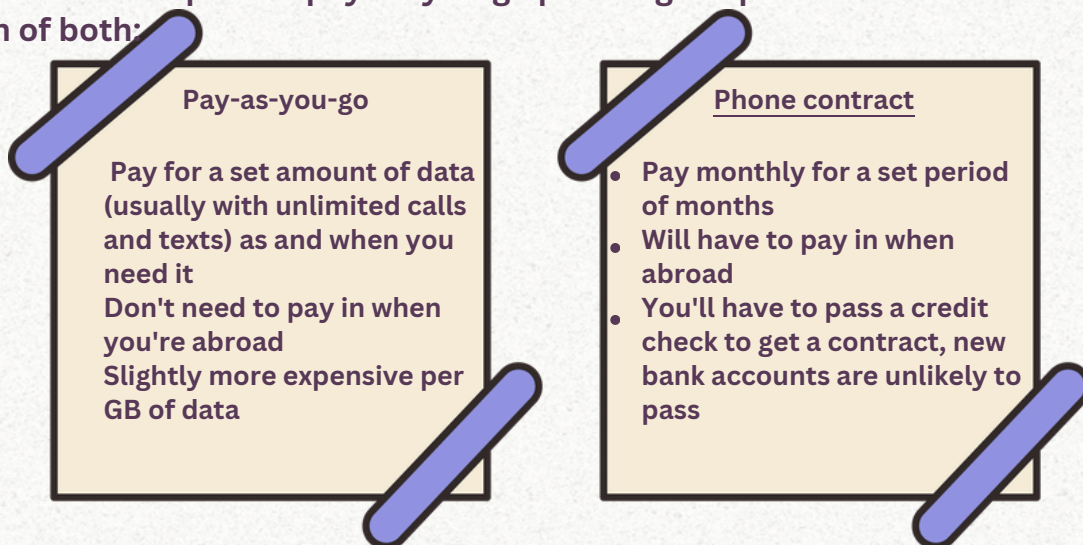 n of both:
Pay-as-you-go
Pay for a set amount of data
(usually with unlimited calls
and texts) as and when you
need it
Don't need to pay in when
you're abroad
Slightly more expensive per
GB of data
Phone contract
Pay monthly for a set period
of months
Will have to pay in when
abroad
You'll have to pass a credit
check to get a contract, new
bank accounts are unlikely to
pass